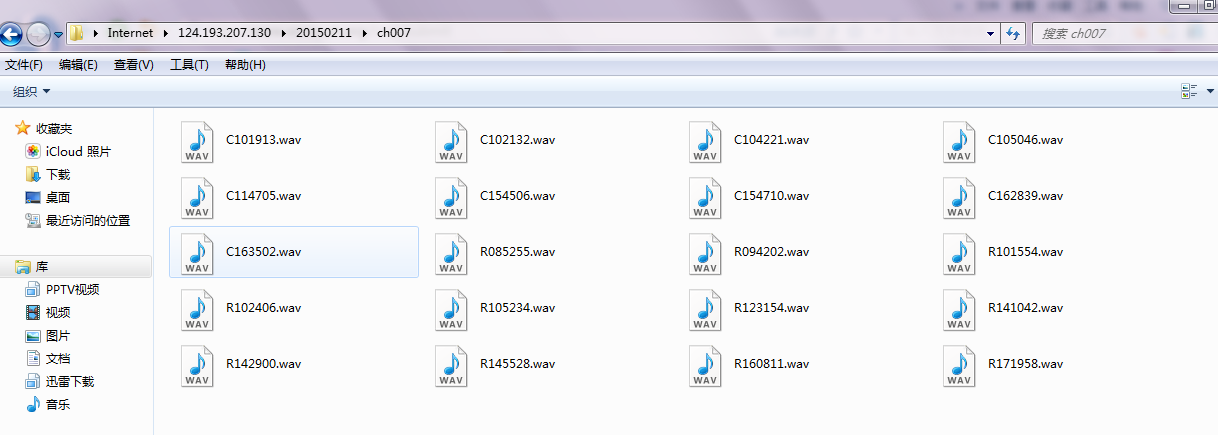 Internet 124.193.207.130 20150211 ch007 搜索 ch007
文件(F) 编辑(E) 查看(V) 工具(T) 帮助(H)
组织
收藏夹
iCloud 照片
下载
桌面
最近访问的位置
库
PPTV视频
视频
图片
文档
迅雷下载
音乐
WAV C101913.wav WAV C102132.wav WAV C104221.wav WAV C105046.wav
WAV C114705.wav WAV C154506.wav WAV C154710.wav WAV C162839.wav
WAV C163502.wav WAV R085255.wav WAV R094202.wav WAV R101554.wav
WAV R102406.wav WAV R105234.wav WAV R123154.wav WAV R141042.wav
WAV R142900.wav WAV R145528.wav WAV R160811.wav WAV R171958.wav